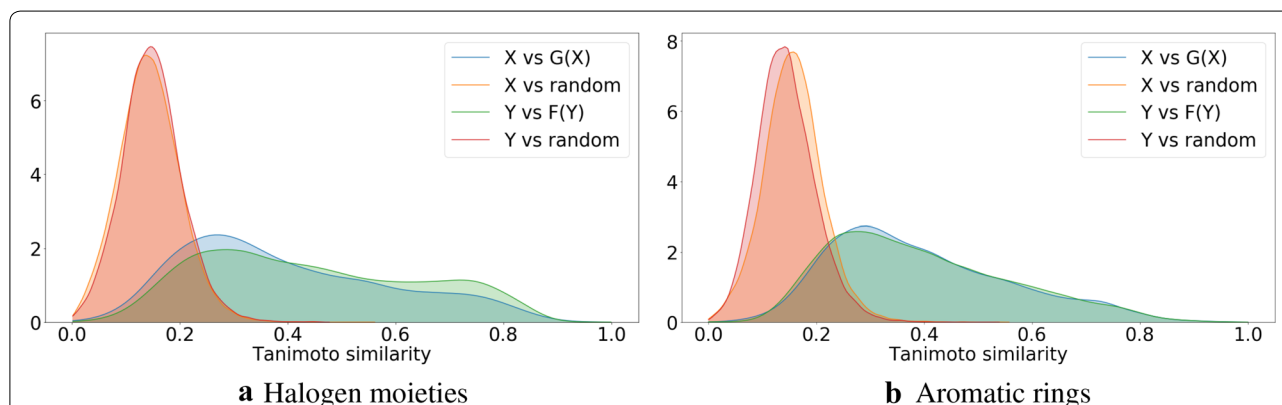 X vs G(X)
X vs random
Y vs F(Y)
Y vs random
6
4
2
0
0.0 0.2 0.4 0.6 0.8 1.0
Tanimoto similarity
a Halogen moieties
X vs G(X)
X vs random
Y vs F(Y)
Y vs random
8
6
4
2
0
0.0 0.2 0.4 0.6 0.8 1.0
Tanimoto similarity
b Aromatic rings